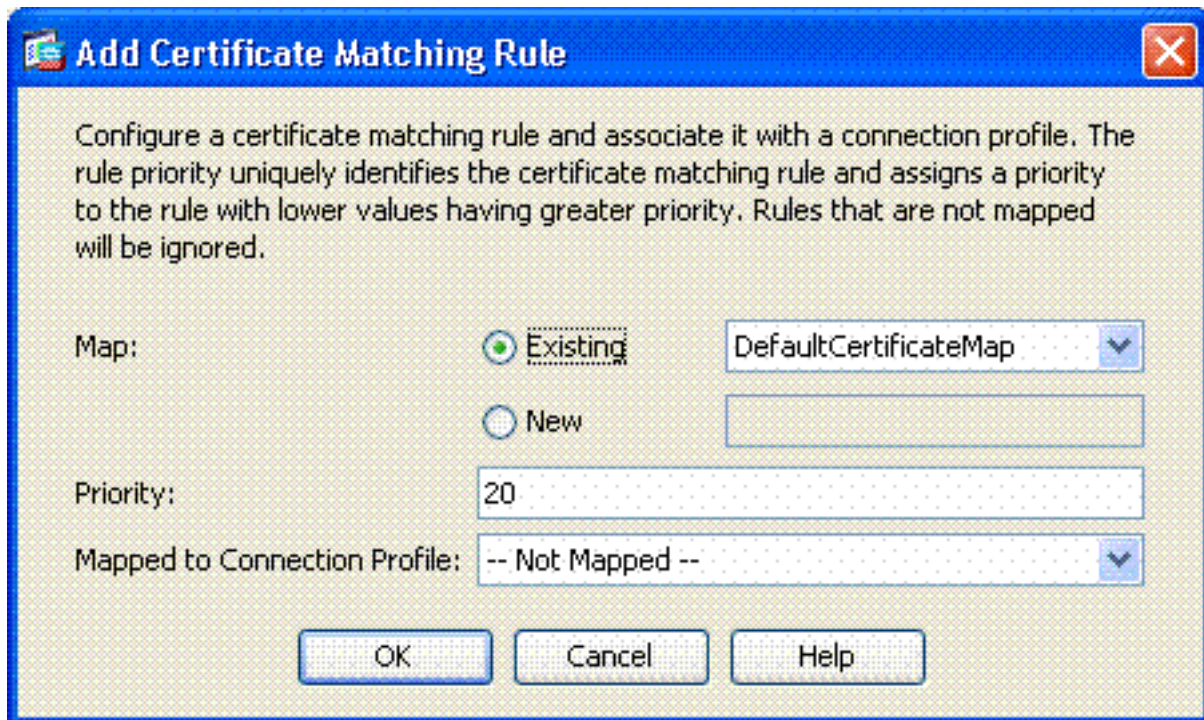 Add Certificate Matching Rule
Configure a certificate matching rule and associate it with a connection profile. The
rule priority uniquely identifies the certificate matching rule and assigns a priority
to the rule with lower values having greater priority. Rules that are not mapped
will be ignored.
Map:
Existing
DefaultCertificateMap
New
Priority:
20
Mapped to Connection Profile:
-- Not Mapped --
OK
Cancel
Help